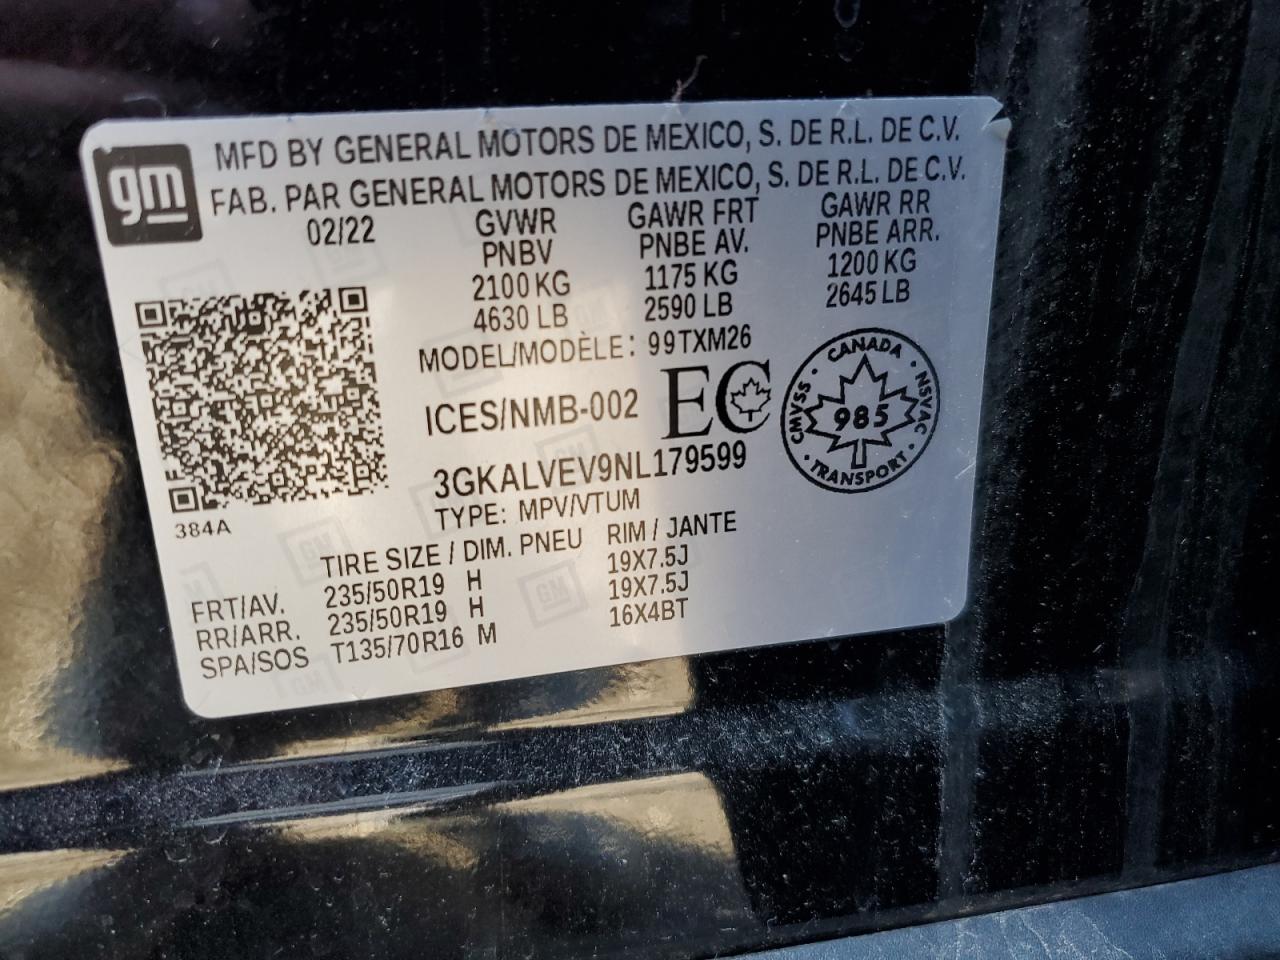 gm
MFD BY GENERAL MOTORS DE MEXICO, S. DE R.L. DE C.V.
FAB. PAR GENERAL MOTORS DE MEXICO, S. DE R.L. DE C.V.
02/22 GVWR GAWR FRT GAWR RR
PNBV PNBE AV. PNBE ARR.
2100 KG 1175 KG 1200 KG
4630 LB 2590 LB 2645 LB
MODEL/MODÈLE: 99TXM26
ICES/NMB-002 EC
CANADA
CMVSS 985 NSVAC
TRANSPORT
3GKALVEV9NL179599
384A TYPE: MPV/VTUM
TIRE SIZE / DIM. PNEU RIM / JANTE
FRT/AV. 235/50R19 H 19X7.5J
RR/ARR. 235/50R19 H 19X7.5J
SPA/SOS T135/70R16 M 16X4BT